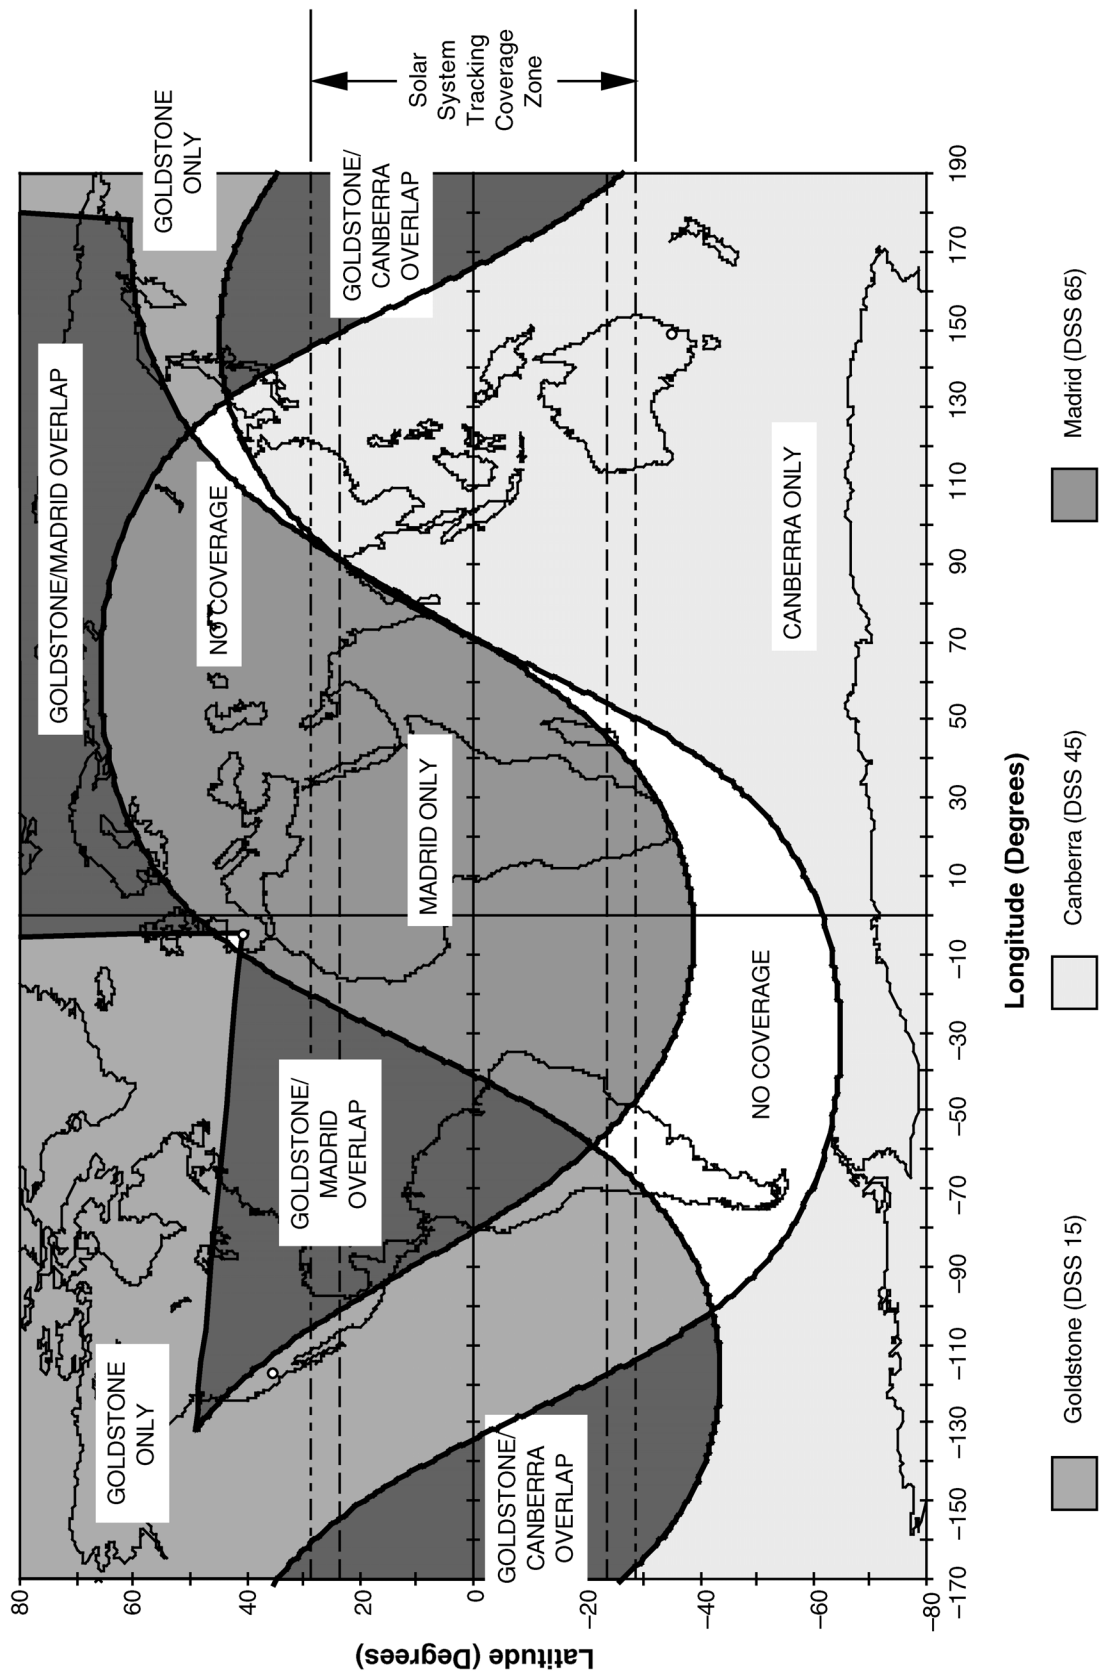 GOLDSTONE
ONLY
GOLDSTONE/MADRID OVERLAP
GOLDSTONE
ONLY
NO COVERAGE
GOLDSTONE/
MADRID
OVERLAP
MADRID ONLY
GOLDSTONE/
CANBERRA
OVERLAP
GOLDSTONE/
CANBERRA
OVERLAP
NO COVERAGE
CANBERRA ONLY
Solar
System
Tracking
Coverage
Zone
Latitude (Degrees)
80
60
40
20
0
−20
−40
−60
−80
−170
−150
−130
−110
−90
−70
−50
−30
−10
10
30
50
70
90
110
130
150
170
190
Longitude (Degrees)
Goldstone (DSS 15)
Canberra (DSS 45)
Madrid (DSS 65)